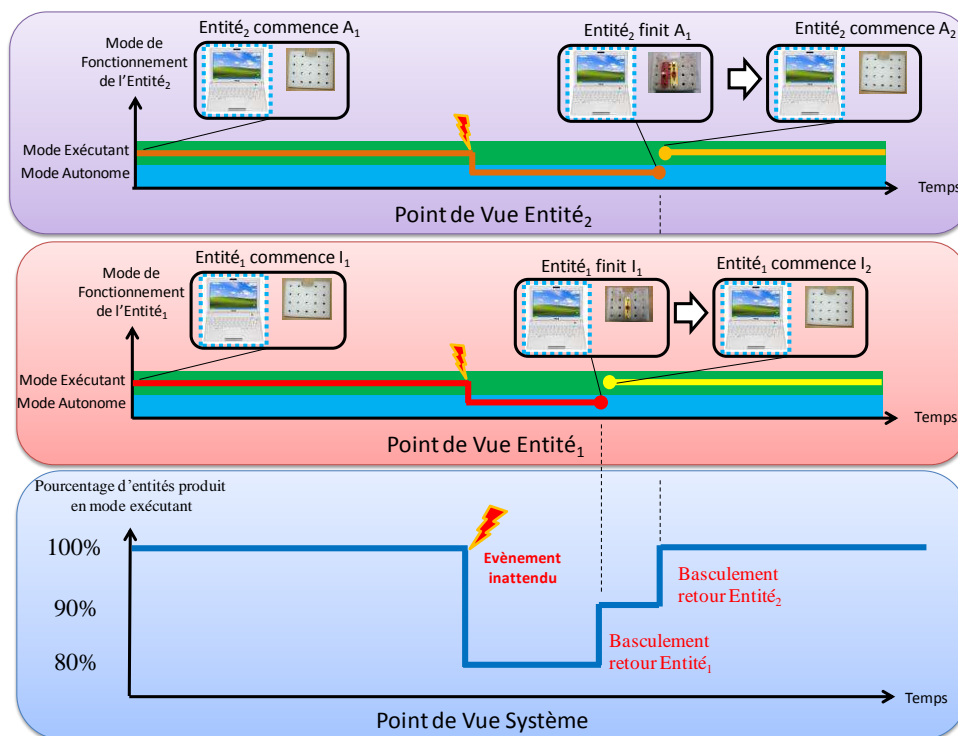 Entité₂ commence A₁
Entité₂ finit A₁
Entité₂ commence A₂
Mode de
Fonctionnement
de l'Entité₂
Mode Exécutant
Mode Autonome
Temps
Point de Vue Entité₂
Entité₁ commence I₁
Entité₁ finit I₁
Entité₁ commence I₂
Mode de
Fonctionnement
de l'Entité₁
Mode Exécutant
Mode Autonome
Temps
Point de Vue Entité₁
Pourcentage d'entités produit
en mode exécutant
100%
90%
80%
Evènement
inattendu
Basculement
retour Entité₂
Basculement
retour Entité₁
Temps
Point de Vue Système